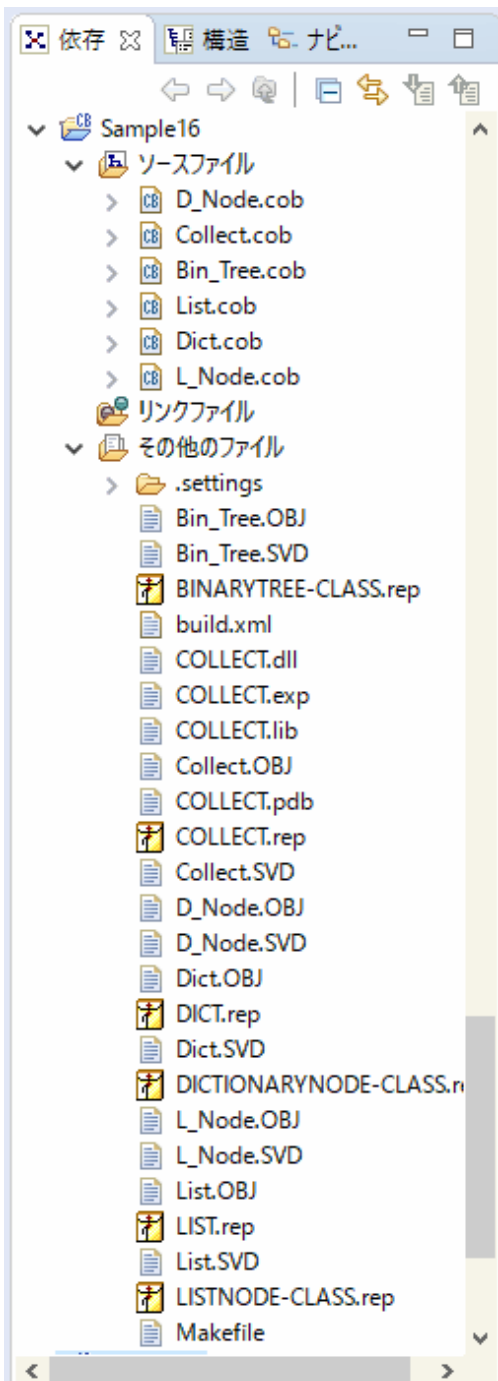 依存 構造 ナビ...
Sample16
ソースファイル
D_Node.cob
Collect.cob
Bin_Tree.cob
List.cob
Dict.cob
L_Node.cob
リンクファイル
その他のファイル
.settings
Bin_Tree.OBJ
Bin_Tree.SVD
BINARYTREE-CLASS.rep
build.xml
COLLECT.dll
COLLECT.exp
COLLECT.lib
Collect.OBJ
COLLECT.pdb
COLLECT.rep
Collect.SVD
D_Node.OBJ
D_Node.SVD
Dict.OBJ
DICT.rep
Dict.SVD
DICTIONARYNODE-CLASS.re
L_Node.OBJ
L_Node.SVD
List.OBJ
LIST.rep
List.SVD
LISTNODE-CLASS.rep
Makefile